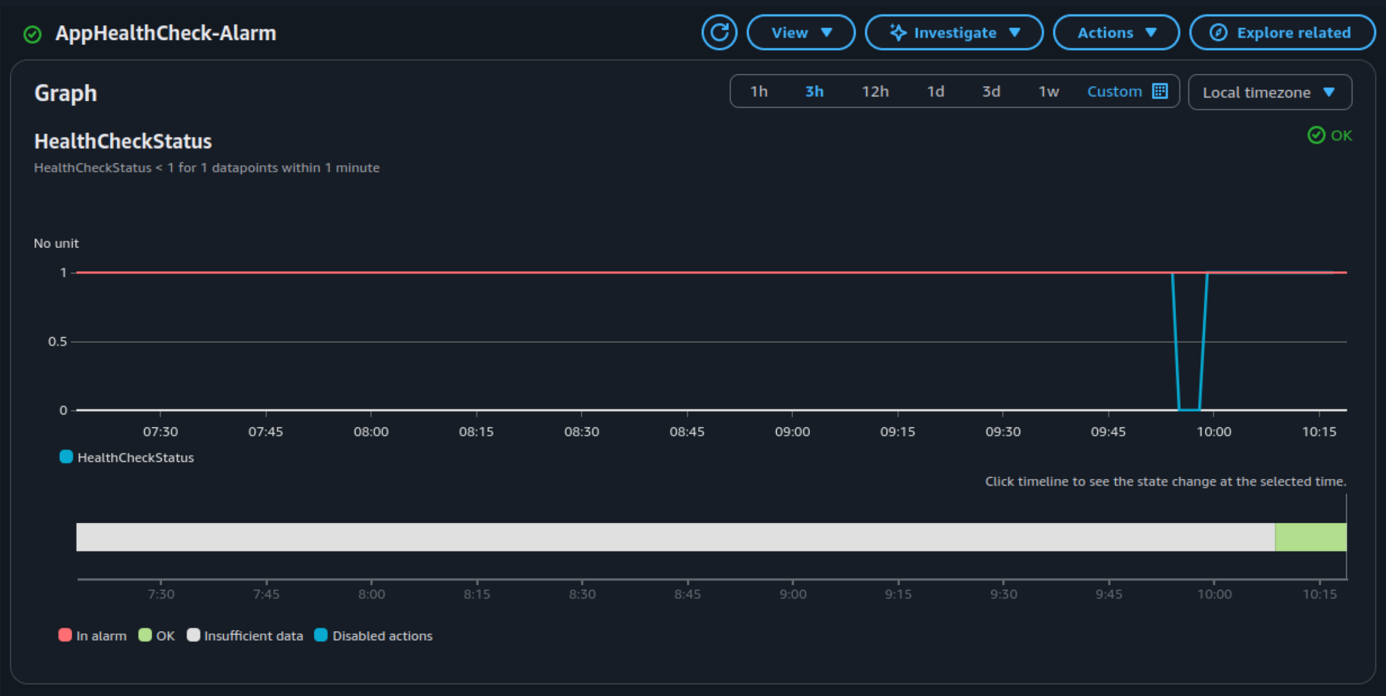 AppHealthCheck-Alarm View Investigate Actions Explore related
Graph 1h 3h 12h 1d 3d 1w Custom Local timezone
HealthCheckStatus OK
HealthCheckStatus < 1 for 1 datapoints within 1 minute
No unit
1
0.5
0
07:30 07:45 08:00 08:15 08:30 08:45 09:00 09:15 09:30 09:45 10:00 10:15
HealthCheckStatus
Click timeline to see the state change at the selected time.
7:30 7:45 8:00 8:15 8:30 8:45 9:00 9:15 9:30 9:45 10:00 10:15
In alarm OK Insufficient data Disabled actions